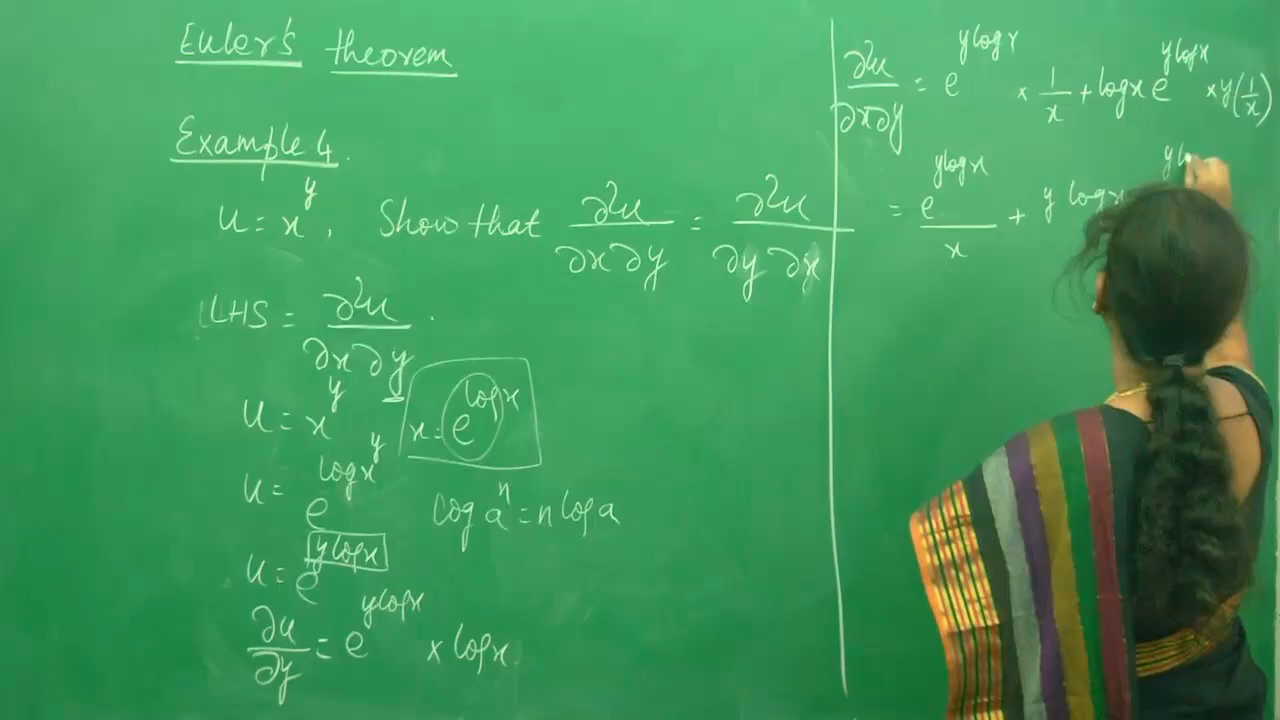 Euler's theorem
Example 4.
u = x^y, Show that ∂²u/∂x∂y = ∂²u/∂y∂x
LHS = ∂²u/∂x∂y.
u = x^y
x = e^(log x)
u = e^(log x^y)
log a^n = n log a
u = e^(y log x)
∂u/∂y = e^(y log x) × log x
∂²u/∂x∂y = e^(y log x) × 1/x + log x e^(y log x) × y(1/x)
= e^(y log x)/x + y log x